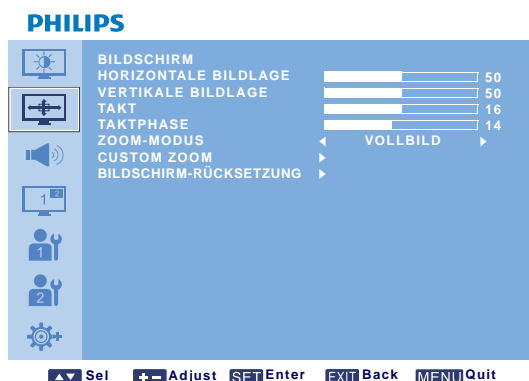 PHILIPS
BILDSCHIRM
HORIZONTALE BILDLAGE 50
VERTIKALE BILDLAGE 50
TAKT 16
TAKTPHASE 14
ZOOM-MODUS VOLLBILD
CUSTOM ZOOM
BILDSCHIRM-RÜCKSETZUNG
1 2
1
2
Sel Adjust SET Enter EXIT Back MENU Quit